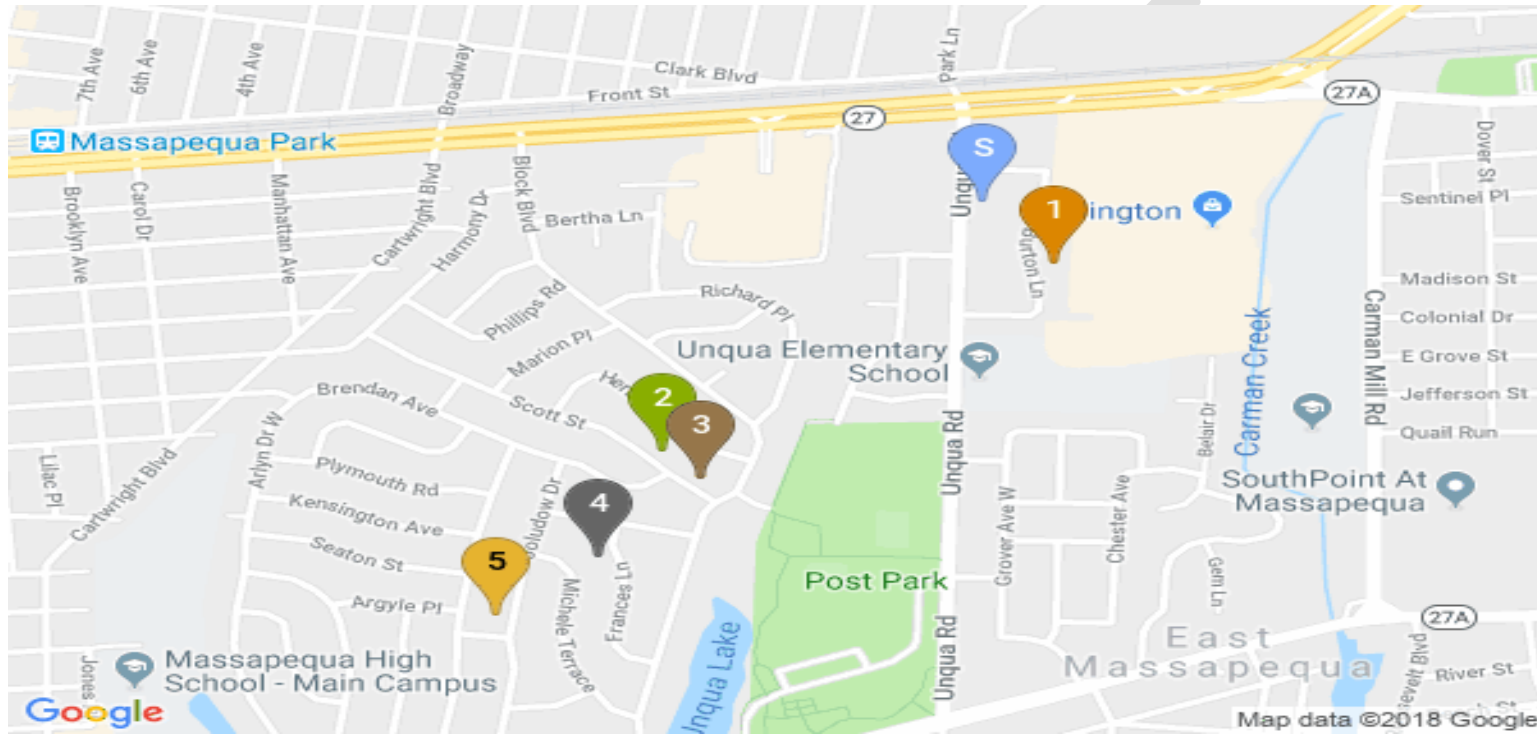 7th Ave
6th Ave
4th Ave
Broadway
Clark Blvd
Front St
Park Ln
27
27A
Massapequa Park
Dover St
S
Unqua
1
ington
Sentinel Pl
Brooklyn Ave
Carol Dr
Manhattan Ave
Cartwright Blvd
Harmony Dr
Block Blvd
Bertha Ln
Burton Ln
Madison St
Richard Pl
Phillips Rd
Marion Pl
Colonial Dr
Carman Mill Rd
Carman Creek
Unqua Elementary
School
E Grove St
Jefferson St
Quail Run
Brendan Ave
Scott St
2
3
Arlyn Dr W
Belair Dr
Unqua Rd
Lilac Pl
Cartwright Blvd
Plymouth Rd
Kensington Ave
Seaton St
4
SouthPoint At
Massapequa
Grover Ave W
Chester Ave
5
Argyle Pl
Michele Terrace
Frances Ln
Post Park
Gem Ln
27A
Unqua Lake
Unqua Rd
East
Massapequa
Massapequa High
School - Main Campus
Jones
River St
Google
Map data ©2018 Google